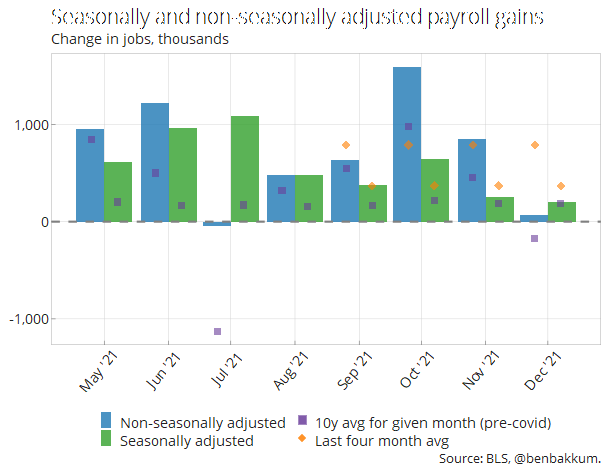 Seasonally and non-seasonally adjusted payroll gains
Change in jobs, thousands
1,000
0
-1,000
May '21
Jun '21
Jul '21
Aug '21
Sep '21
Oct '21
Nov '21
Dec '21
Non-seasonally adjusted
10y avg for given month (pre-covid)
Seasonally adjusted
Last four month avg
Source: BLS, @benbakkum.